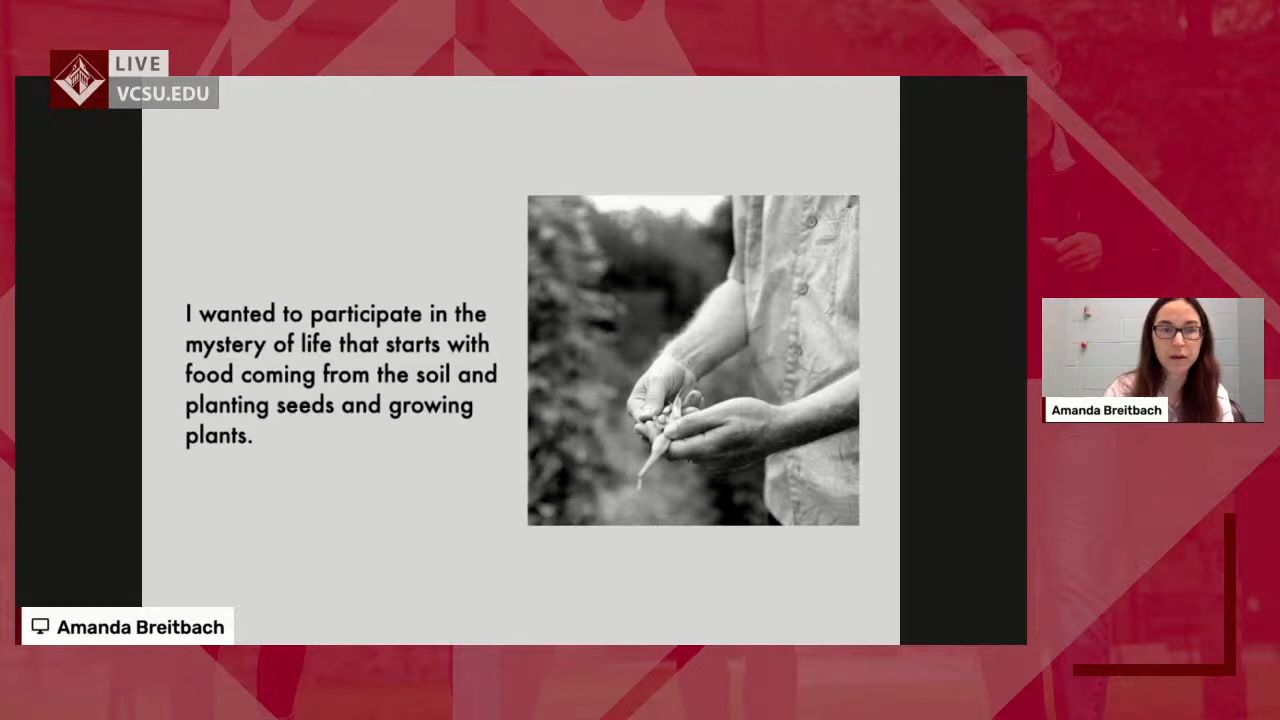 LIVE
VCSU.EDU
I wanted to participate in the
mystery of life that starts with
food coming from the soil and
planting seeds and growing
plants.
Amanda Breitbach
Amanda Breitbach